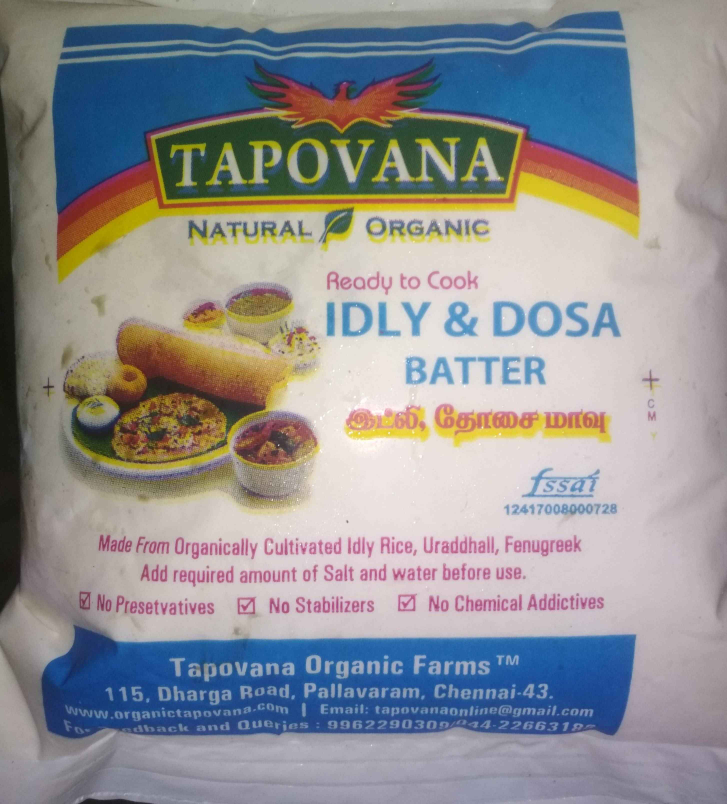 TAPOVANA
NATURAL ORGANIC
Ready to Cook
IDLY & DOSA
BATTER
இட்லி, தோசை மாவு
C
M
Y
fssai
12417008000728
Made From Organically Cultivated Idly Rice, Uraddhall, Fenugreek
Add required amount of Salt and water before use.
No Presetvatives No Stabilizers No Chemical Addictives
Tapovana Organic Farms™
115, Dharga Road, Pallavaram, Chennai-43.
www.organictapovana.com | Email: tapovanaonline@gmail.com
and Queries :